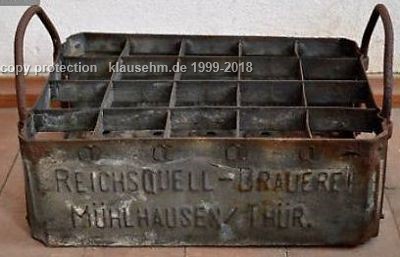 copy protection klausehm.de 1999-2018
REICHSQUELL-BRAUEREI
MÜHLHAUSEN/THÜR.